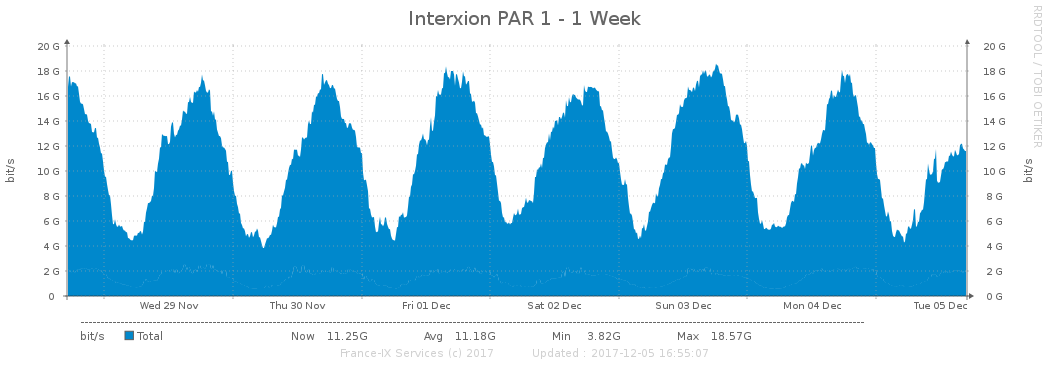 Interxion PAR 1 - 1 Week
RRDTOOL / TOBI OETIKER
bit/s
20 G 20 G
18 G 18 G
16 G 16 G
14 G 14 G
12 G 12 G
10 G 10 G
8 G 8 G
6 G 6 G
4 G 4 G
2 G 2 G
0 0 G
bit/s
Wed 29 Nov Thu 30 Nov Fri 01 Dec Sat 02 Dec Sun 03 Dec Mon 04 Dec Tue 05 Dec
bit/s Total Now 11.25G Avg 11.18G Min 3.82G Max 18.57G
France-IX Services (c) 2017 Updated : 2017-12-05 16:55:07